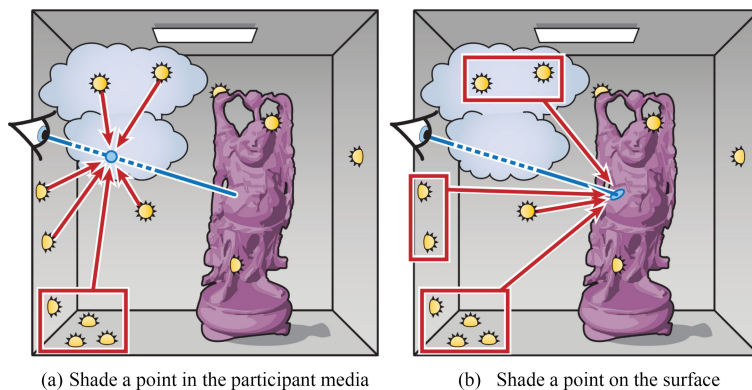 (a) Shade a point in the participant media
(b) Shade a point on the surface